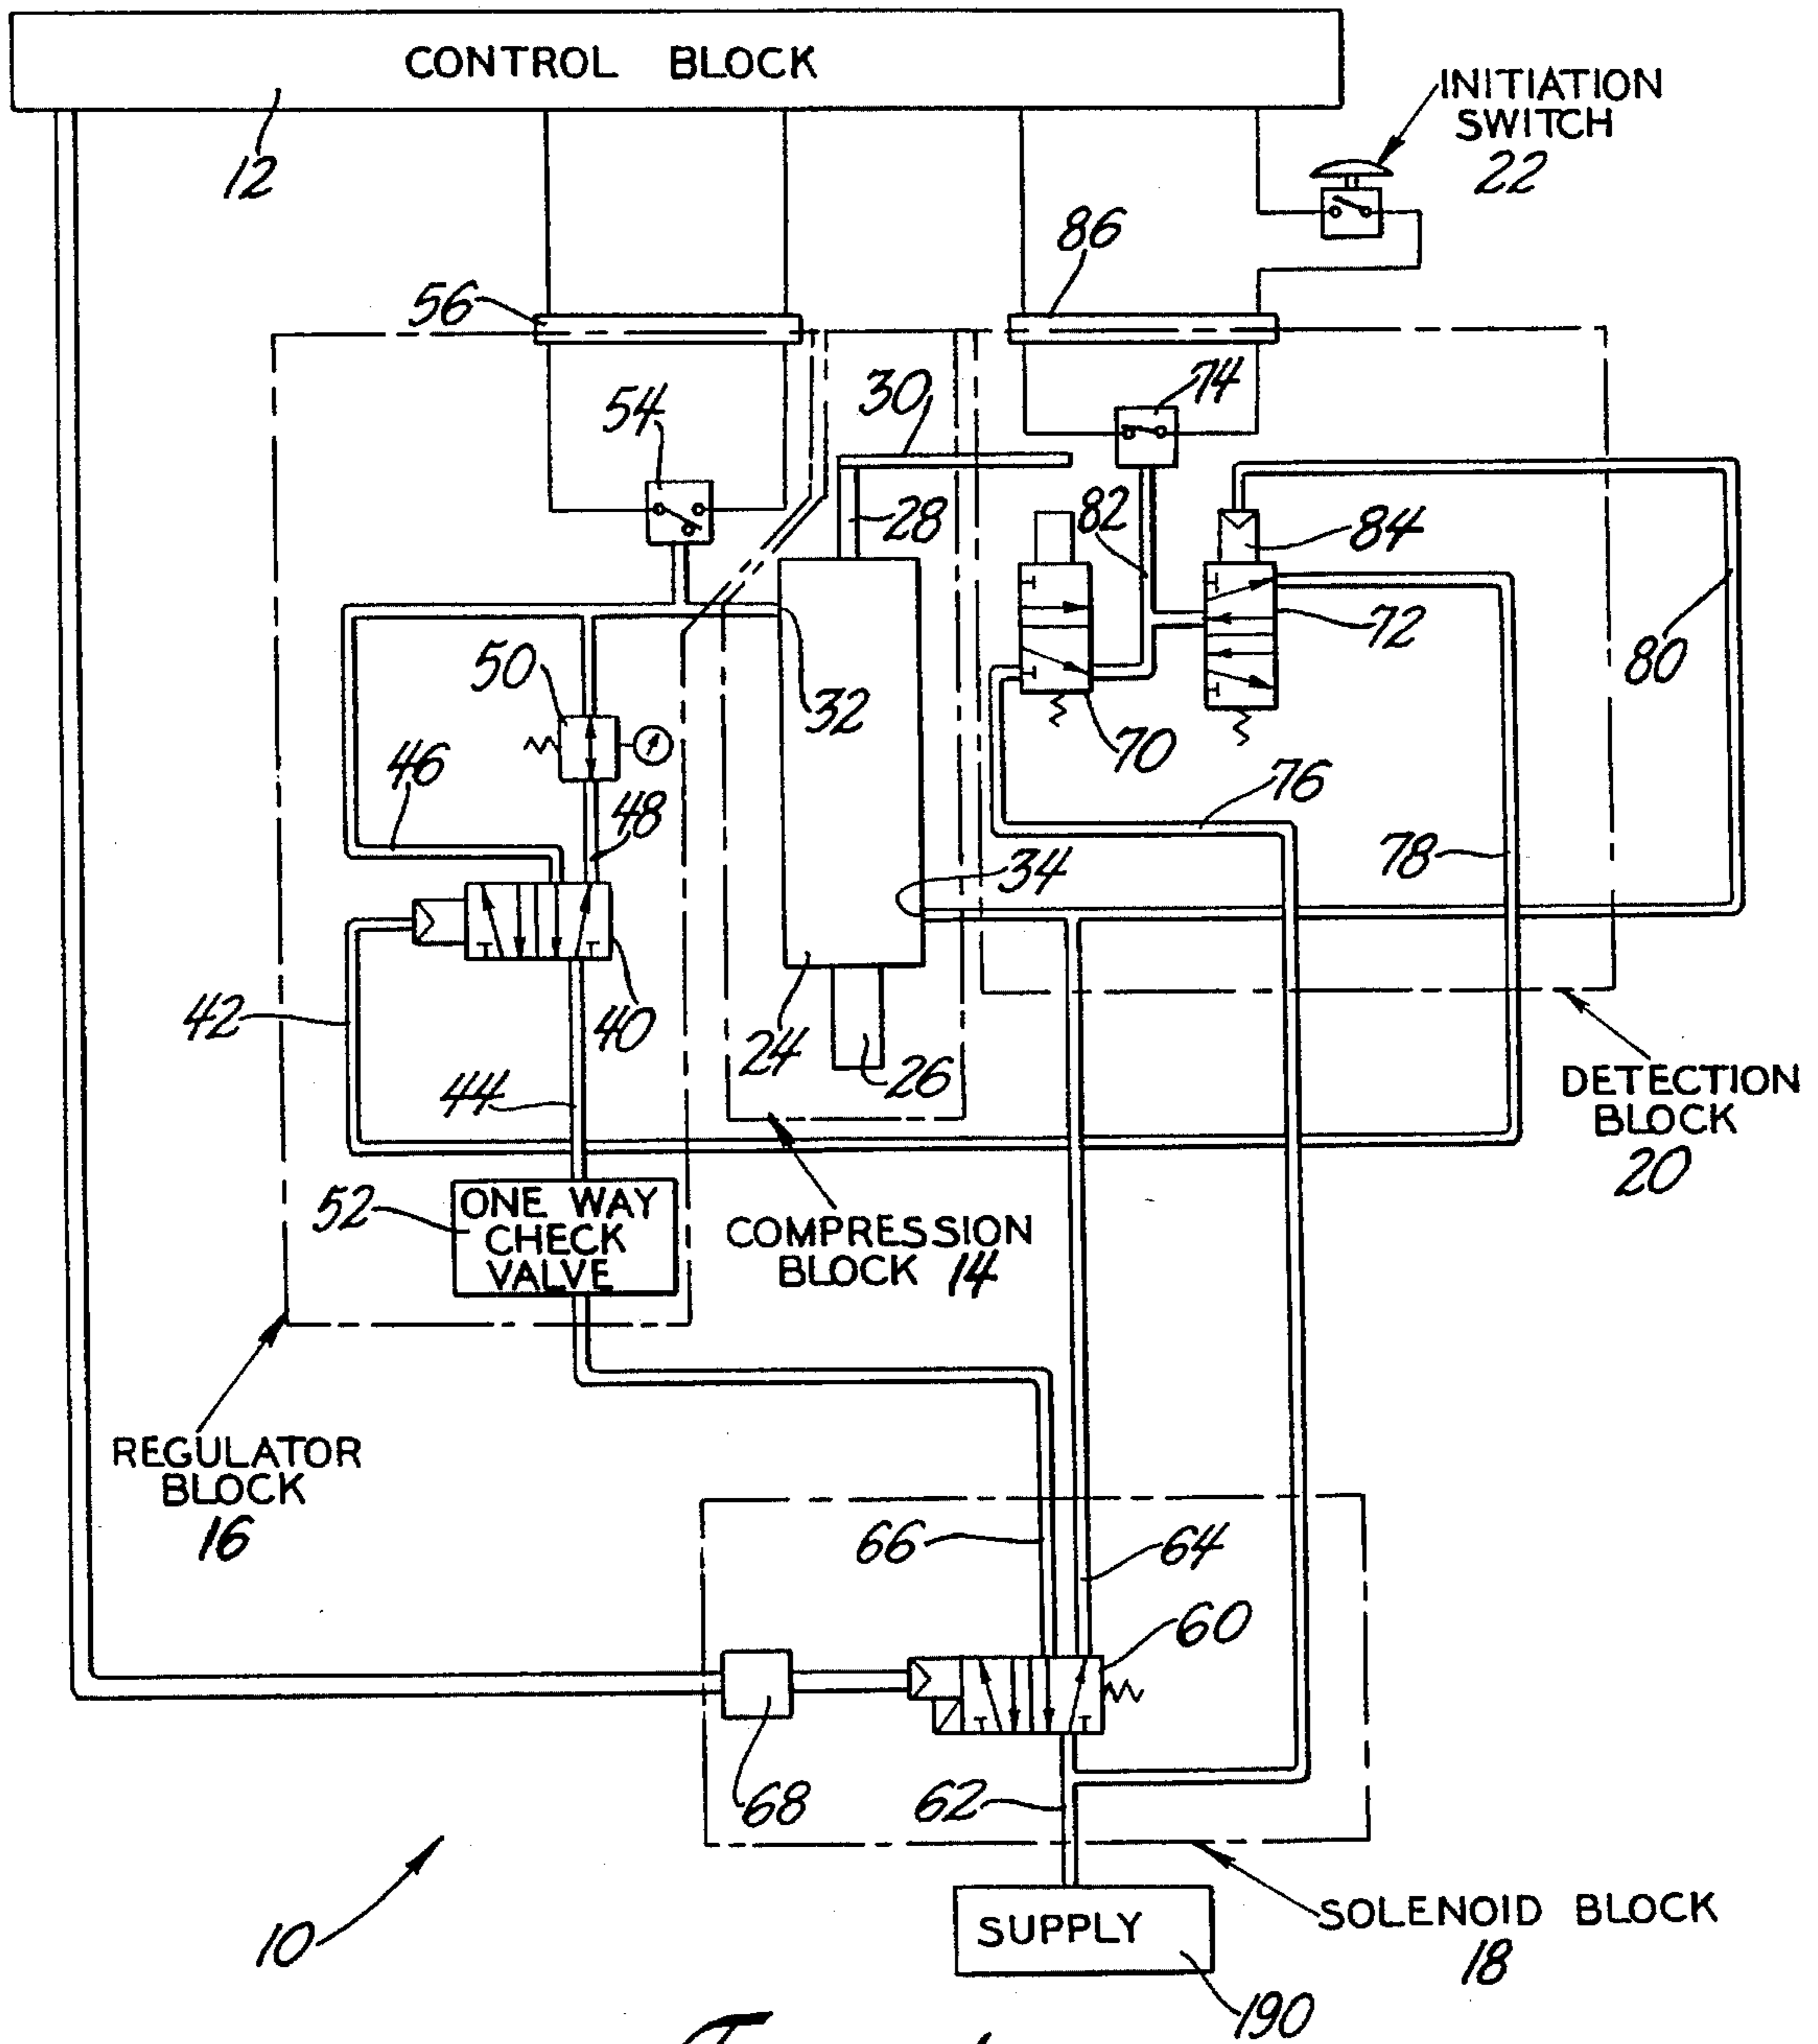 CONTROL BLOCK
12
INITIATION
SWITCH
22
86
56
74
54
30
28
82
84
72
80
50
32
70
46
48
76
78
34
42
40
24
26
44
DETECTION
BLOCK
20
52
ONE WAY
CHECK
VALVE
COMPRESSION
BLOCK 14
REGULATOR
BLOCK
16
66
64
60
68
62
10
SUPPLY
SOLENOID BLOCK
18
190